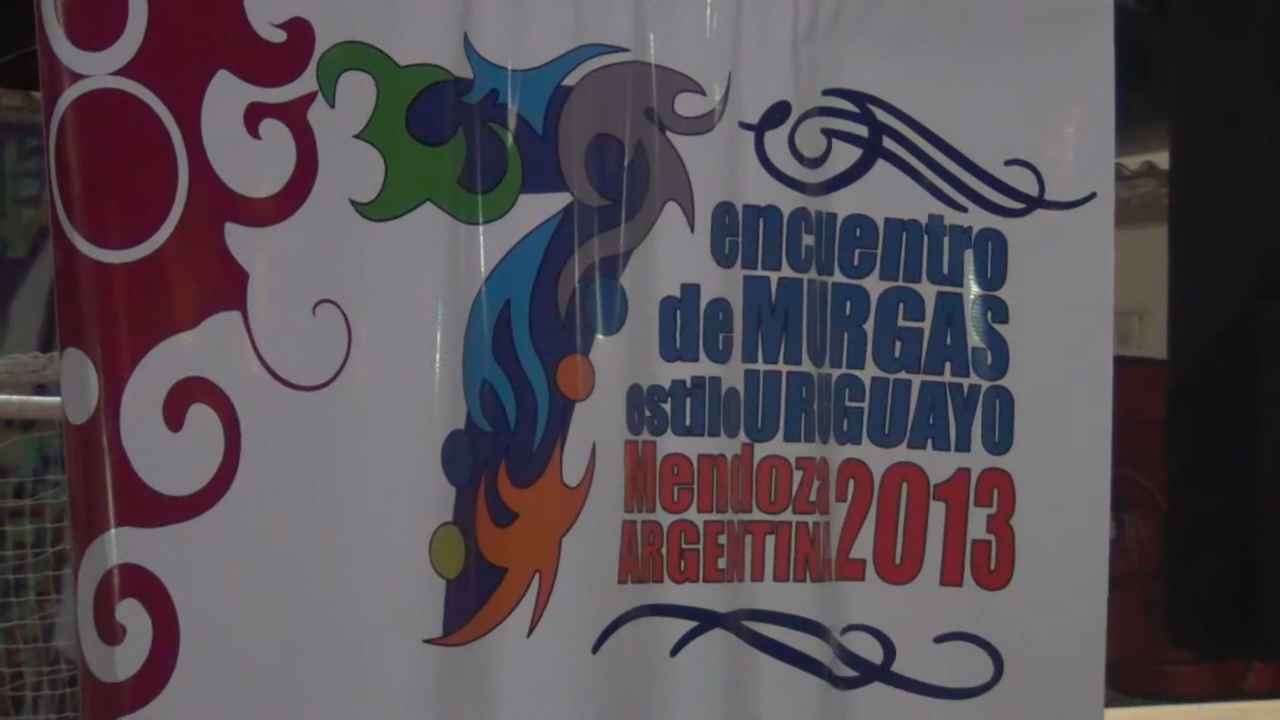 7
encuentro
de MURGAS
estilo URUGUAYO
Mendoza 2013
ARGENTINA